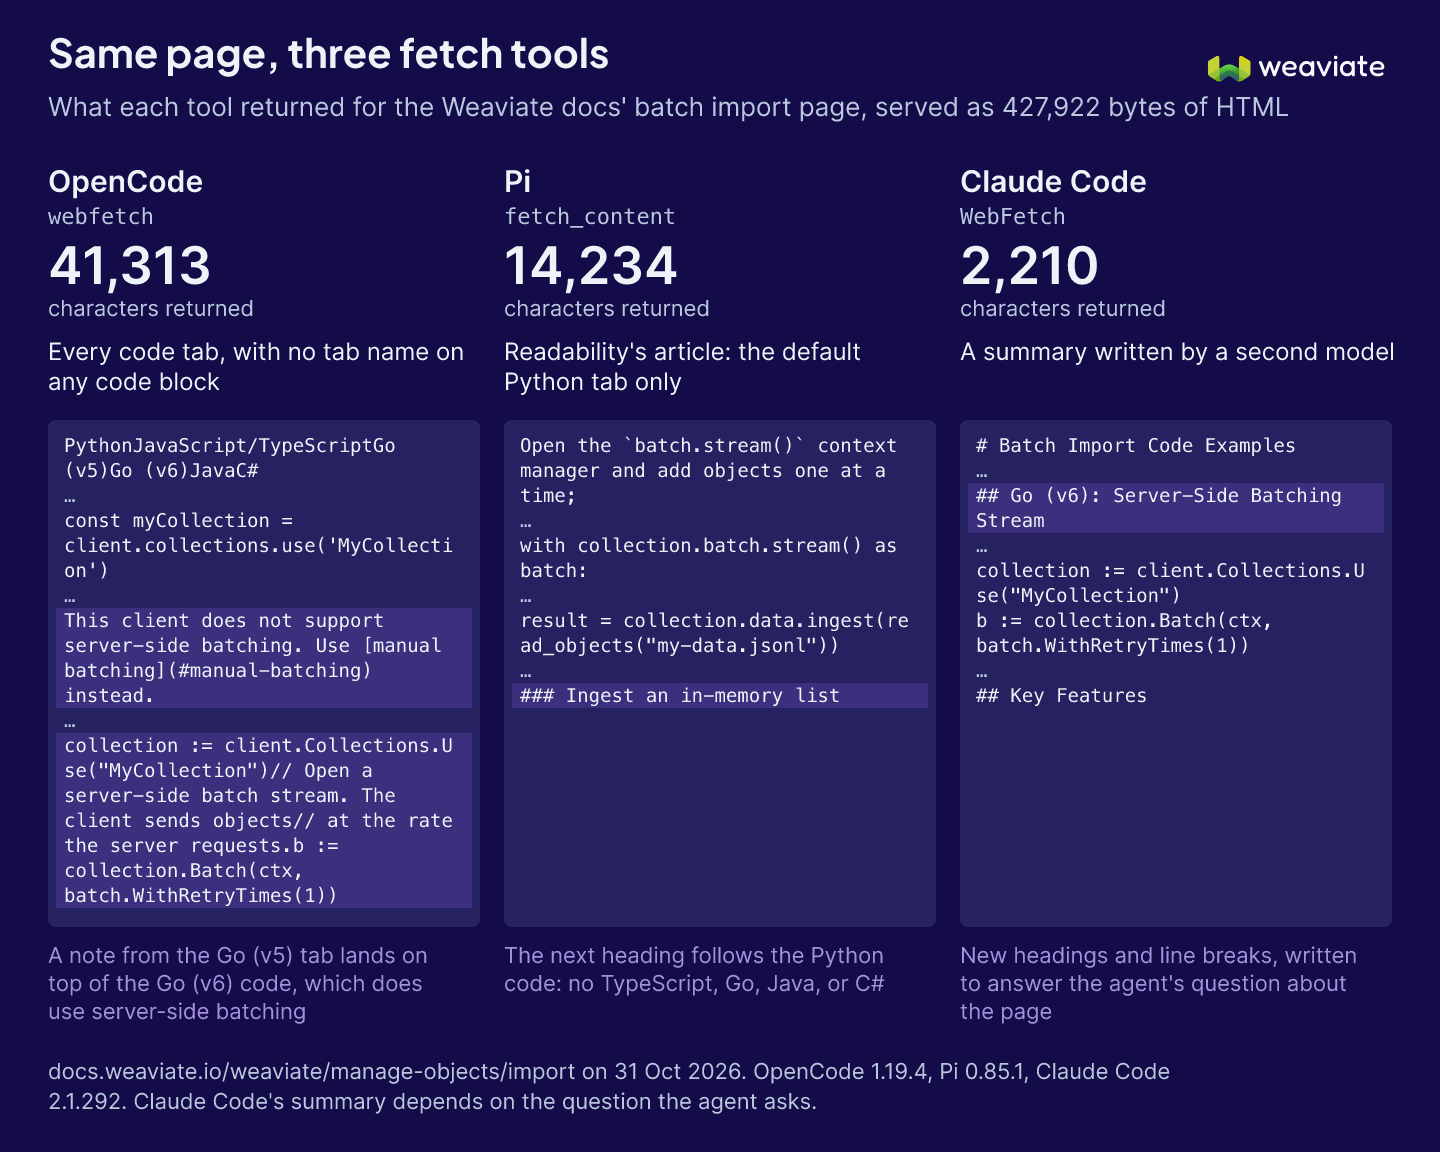 Same page, three fetch tools
weaviate
What each tool returned for the Weaviate docs' batch import page, served as 427,922 bytes of HTML
OpenCode
webfetch
41,313
characters returned
Every code tab, with no tab name on
any code block
PythonJavaScript/TypeScriptGo
(v5)Go (v6)JavaC#
…
const myCollection =
client.collections.use('MyCollecti
on')
…
This client does not support
server-side batching. Use [manual
batching](#manual-batching)
instead.
…
collection := client.Collections.U
se("MyCollection")// Open a
server-side batch stream. The
client sends objects// at the rate
the server requests.b :=
collection.Batch(ctx,
batch.WithRetryTimes(1))
A note from the Go (v5) tab lands on
top of the Go (v6) code, which does
use server-side batching
Pi
fetch_content
14,234
characters returned
Readability's article: the default
Python tab only
Open the `batch.stream()` context
manager and add objects one at a
time;
…
with collection.batch.stream() as
batch:
…
result = collection.data.ingest(re
ad_objects("my-data.jsonl"))
…
### Ingest an in-memory list
The next heading follows the Python
code: no TypeScript, Go, Java, or C#
Claude Code
WebFetch
2,210
characters returned
A summary written by a second model
# Batch Import Code Examples
…
## Go (v6): Server-Side Batching
Stream
…
collection := client.Collections.U
se("MyCollection")
b := collection.Batch(ctx,
batch.WithRetryTimes(1))
…
## Key Features
New headings and line breaks, written
to answer the agent's question about
the page
docs.weaviate.io/weaviate/manage-objects/import on 31 Oct 2026. OpenCode 1.19.4, Pi 0.85.1, Claude Code
2.1.292. Claude Code's summary depends on the question the agent asks.